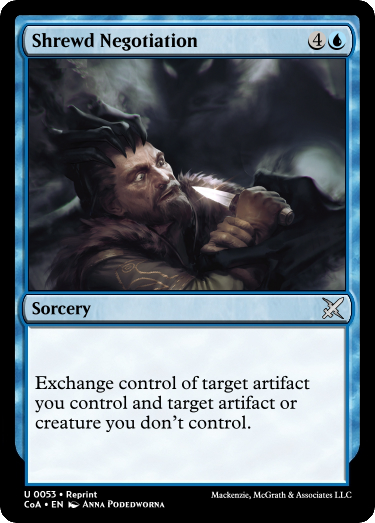 Shrewd Negotiation 4
Sorcery
Exchange control of target artifact
you control and target artifact or
creature you don't control.
U 0053 • Reprint
CoA • EN Anna Podedworna
Mackenzie, McGrath & Associates LLC